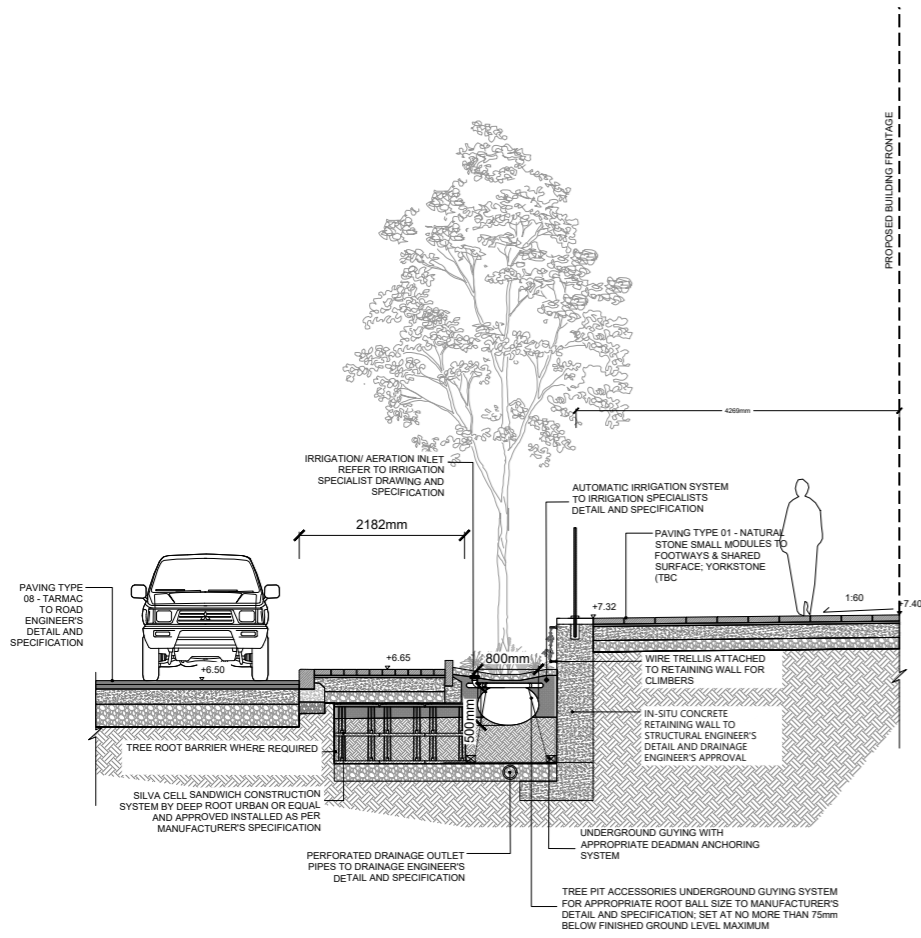 PROPOSED BUILDING FRONTAGE
4269mm
IRRIGATION/ AERATION INLET
REFER TO IRRIGATION
SPECIALIST DRAWING AND
SPECIFICATION
AUTOMATIC IRRIGATION SYSTEM
TO IRRIGATION SPECIALISTS
DETAIL AND SPECIFICATION
2182mm
PAVING TYPE 01 - NATURAL
STONE SMALL MODULES TO
FOOTWAYS & SHARED
SURFACE; YORKSTONE
(TBC
PAVING TYPE
08 - TARMAC
TO ROAD
ENGINEER'S
DETAIL AND
SPECIFICATION
1:60
+7.40
+7.32
+6.65
+6.50
800mm
500mm
WIRE TRELLIS ATTACHED
TO RETAINING WALL FOR
CLIMBERS
IN-SITU CONCRETE
RETAINING WALL TO
STRUCTURAL ENGINEER'S
DETAIL AND DRAINAGE
ENGINEER'S APPROVAL
TREE ROOT BARRIER WHERE REQUIRED
SILVA CELL SANDWICH CONSTRUCTION
SYSTEM BY DEEP ROOT URBAN OR EQUAL
AND APPROVED INSTALLED AS PER
MANUFACTURER'S SPECIFICATION
UNDERGROUND GUYING WITH
APPROPRIATE DEADMAN ANCHORING
SYSTEM
PERFORATED DRAINAGE OUTLET
PIPES TO DRAINAGE ENGINEER'S
DETAIL AND SPECIFICATION
TREE PIT ACCESSORIES UNDERGROUND GUYING SYSTEM
FOR APPROPRIATE ROOT BALL SIZE TO MANUFACTURER'S
DETAIL AND SPECIFICATION; SET AT NO MORE THAN 75mm
BELOW FINISHED GROUND LEVEL MAXIMUM